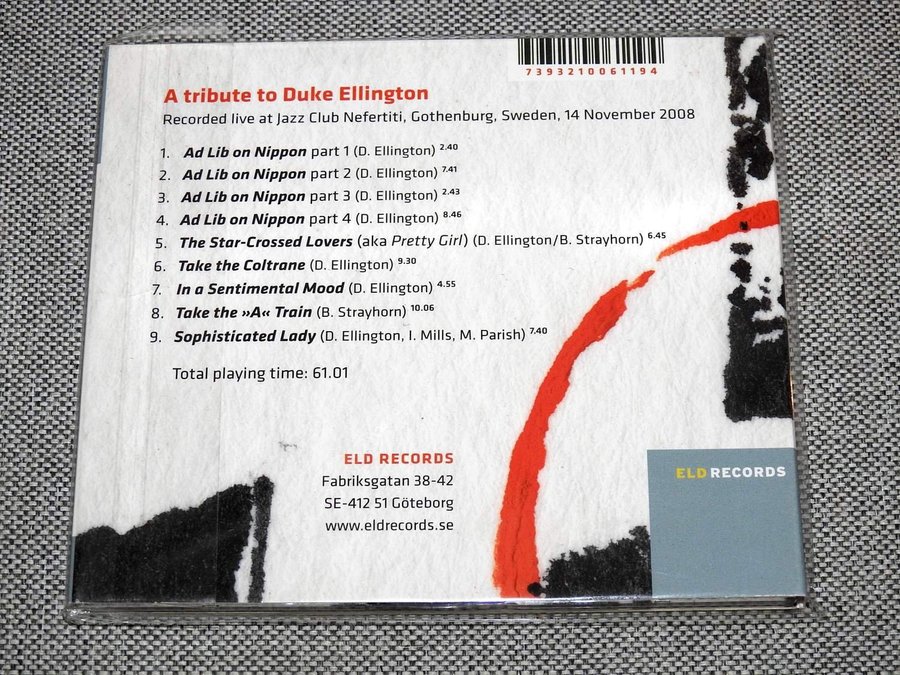 7393210061194
A tribute to Duke Ellington
Recorded live at Jazz Club Nefertiti, Gothenburg, Sweden, 14 November 2008
1. Ad Lib on Nippon part 1 (D. Ellington) 2.40
2. Ad Lib on Nippon part 2 (D. Ellington) 7.41
3. Ad Lib on Nippon part 3 (D. Ellington) 2.43
4. Ad Lib on Nippon part 4 (D. Ellington) 8.46
5. The Star-Crossed Lovers (aka Pretty Girl) (D. Ellington/B. Strayhorn) 6.45
6. Take the Coltrane (D. Ellington) 9.30
7. In a Sentimental Mood (D. Ellington) 4.55
8. Take the »A« Train (B. Strayhorn) 10.06
9. Sophisticated Lady (D. Ellington, I. Mills, M. Parish) 7.40
Total playing time: 61.01
ELD RECORDS
Fabriksgatan 38-42
SE-412 51 Göteborg
www.eldrecords.se
ELD RECORDS